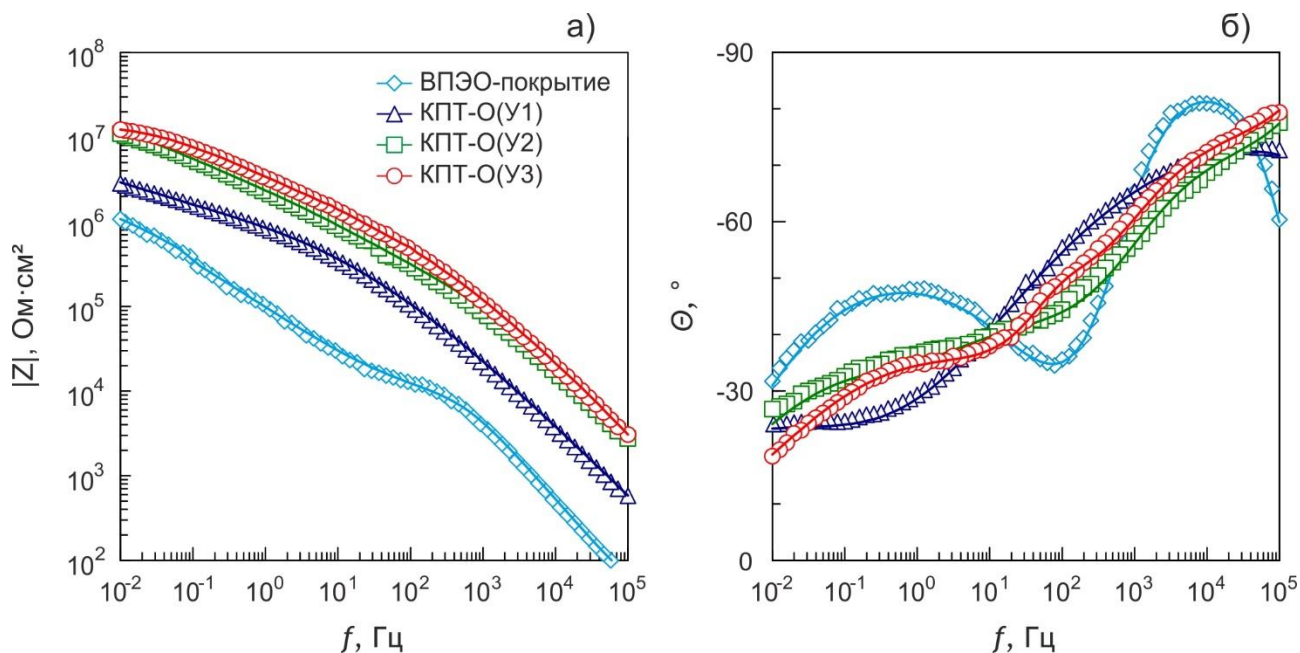 а)
10⁸
10⁷
10⁶
10⁵
10⁴
10³
10²
|Z|, Ом·см²
ВПЭО-покрытие
КПТ-О(У1)
КПТ-О(У2)
КПТ-О(У3)
10⁻² 10⁻¹ 10⁰ 10¹ 10² 10³ 10⁴ 10⁵
f, Гц
б)
-90
-60
-30
0
Θ, °
10⁻² 10⁻¹ 10⁰ 10¹ 10² 10³ 10⁴ 10⁵
f, Гц